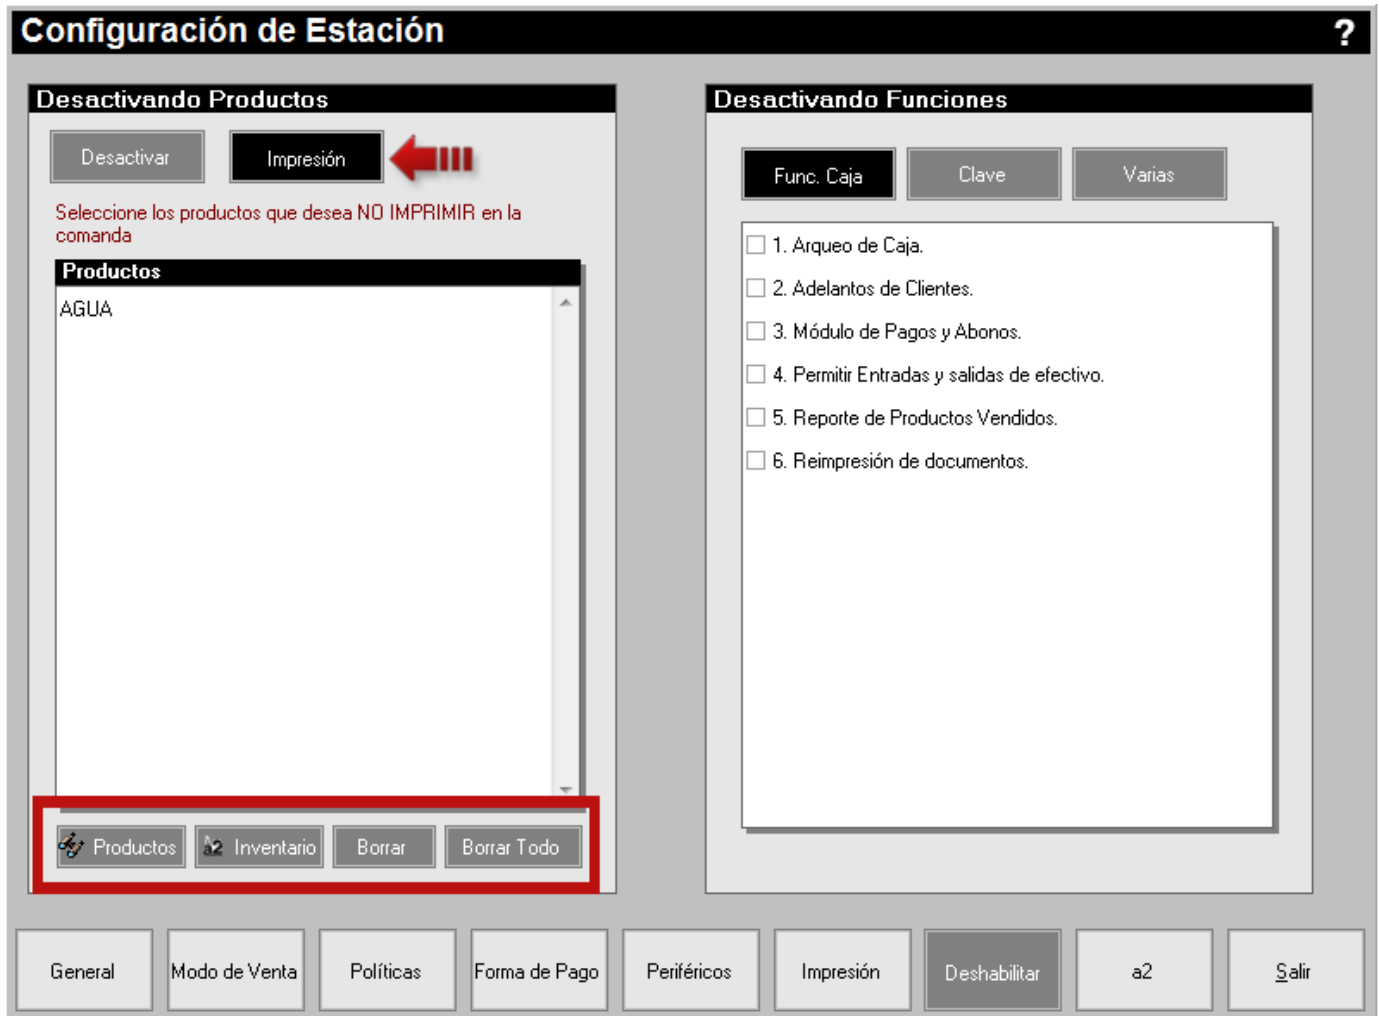 Configuración de Estación
?
Desactivando Productos
Desactivar
Impresión
Seleccione los productos que desea NO IMPRIMIR en la
comanda
Productos
AGUA
Productos
a2 Inventario
Borrar
Borrar Todo
Desactivando Funciones
Func. Caja
Clave
Varias
1. Arqueo de Caja.
2. Adelantos de Clientes.
3. Módulo de Pagos y Abonos.
4. Permitir Entradas y salidas de efectivo.
5. Reporte de Productos Vendidos.
6. Reimpresión de documentos.
General
Modo de Venta
Políticas
Forma de Pago
Periféricos
Impresión
Deshabilitar
a2
Salir